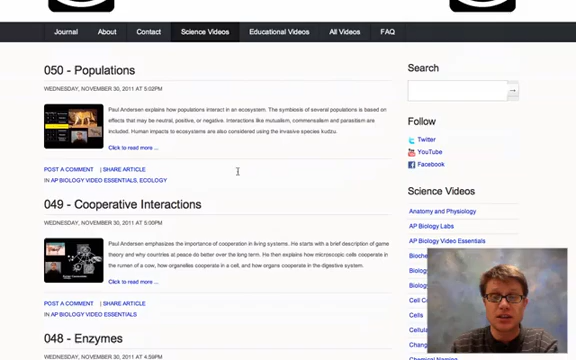 Journal About Contact Science Videos Educational Videos All Videos FAQ
050 - Populations
WEDNESDAY, NOVEMBER 30, 2011 AT 5:02PM
Paul Andersen explains how populations interact in an ecosystem. The symbiosis of several populations is based on
effects that may be neutral, positive, or negative. Interactions like mutualism, commensalism and parasitism are
included. Human impacts to ecosystems are also considered using the invasive species kudzu.
Click to read more ...
POST A COMMENT | SHARE ARTICLE
IN AP BIOLOGY VIDEO ESSENTIALS, ECOLOGY
049 - Cooperative Interactions
WEDNESDAY, NOVEMBER 30, 2011 AT 5:00PM
Paul Andersen emphasizes the importance of cooperation in living systems. He starts with a brief description of game
theory and why countries at peace do better over the long term. He then explains how microscopic cells cooperate in
the rumen of a cow, how organelles cooperate in a cell, and how organs cooperate in the digestive system.
Click to read more ...
POST A COMMENT | SHARE ARTICLE
IN AP BIOLOGY VIDEO ESSENTIALS
048 - Enzymes
WEDNESDAY, NOVEMBER 30, 2011 AT 4:59PM
Search
Follow
Twitter
YouTube
Facebook
Science Videos
Anatomy and Physiology
AP Biology Labs
AP Biology Video Essentials
Cells